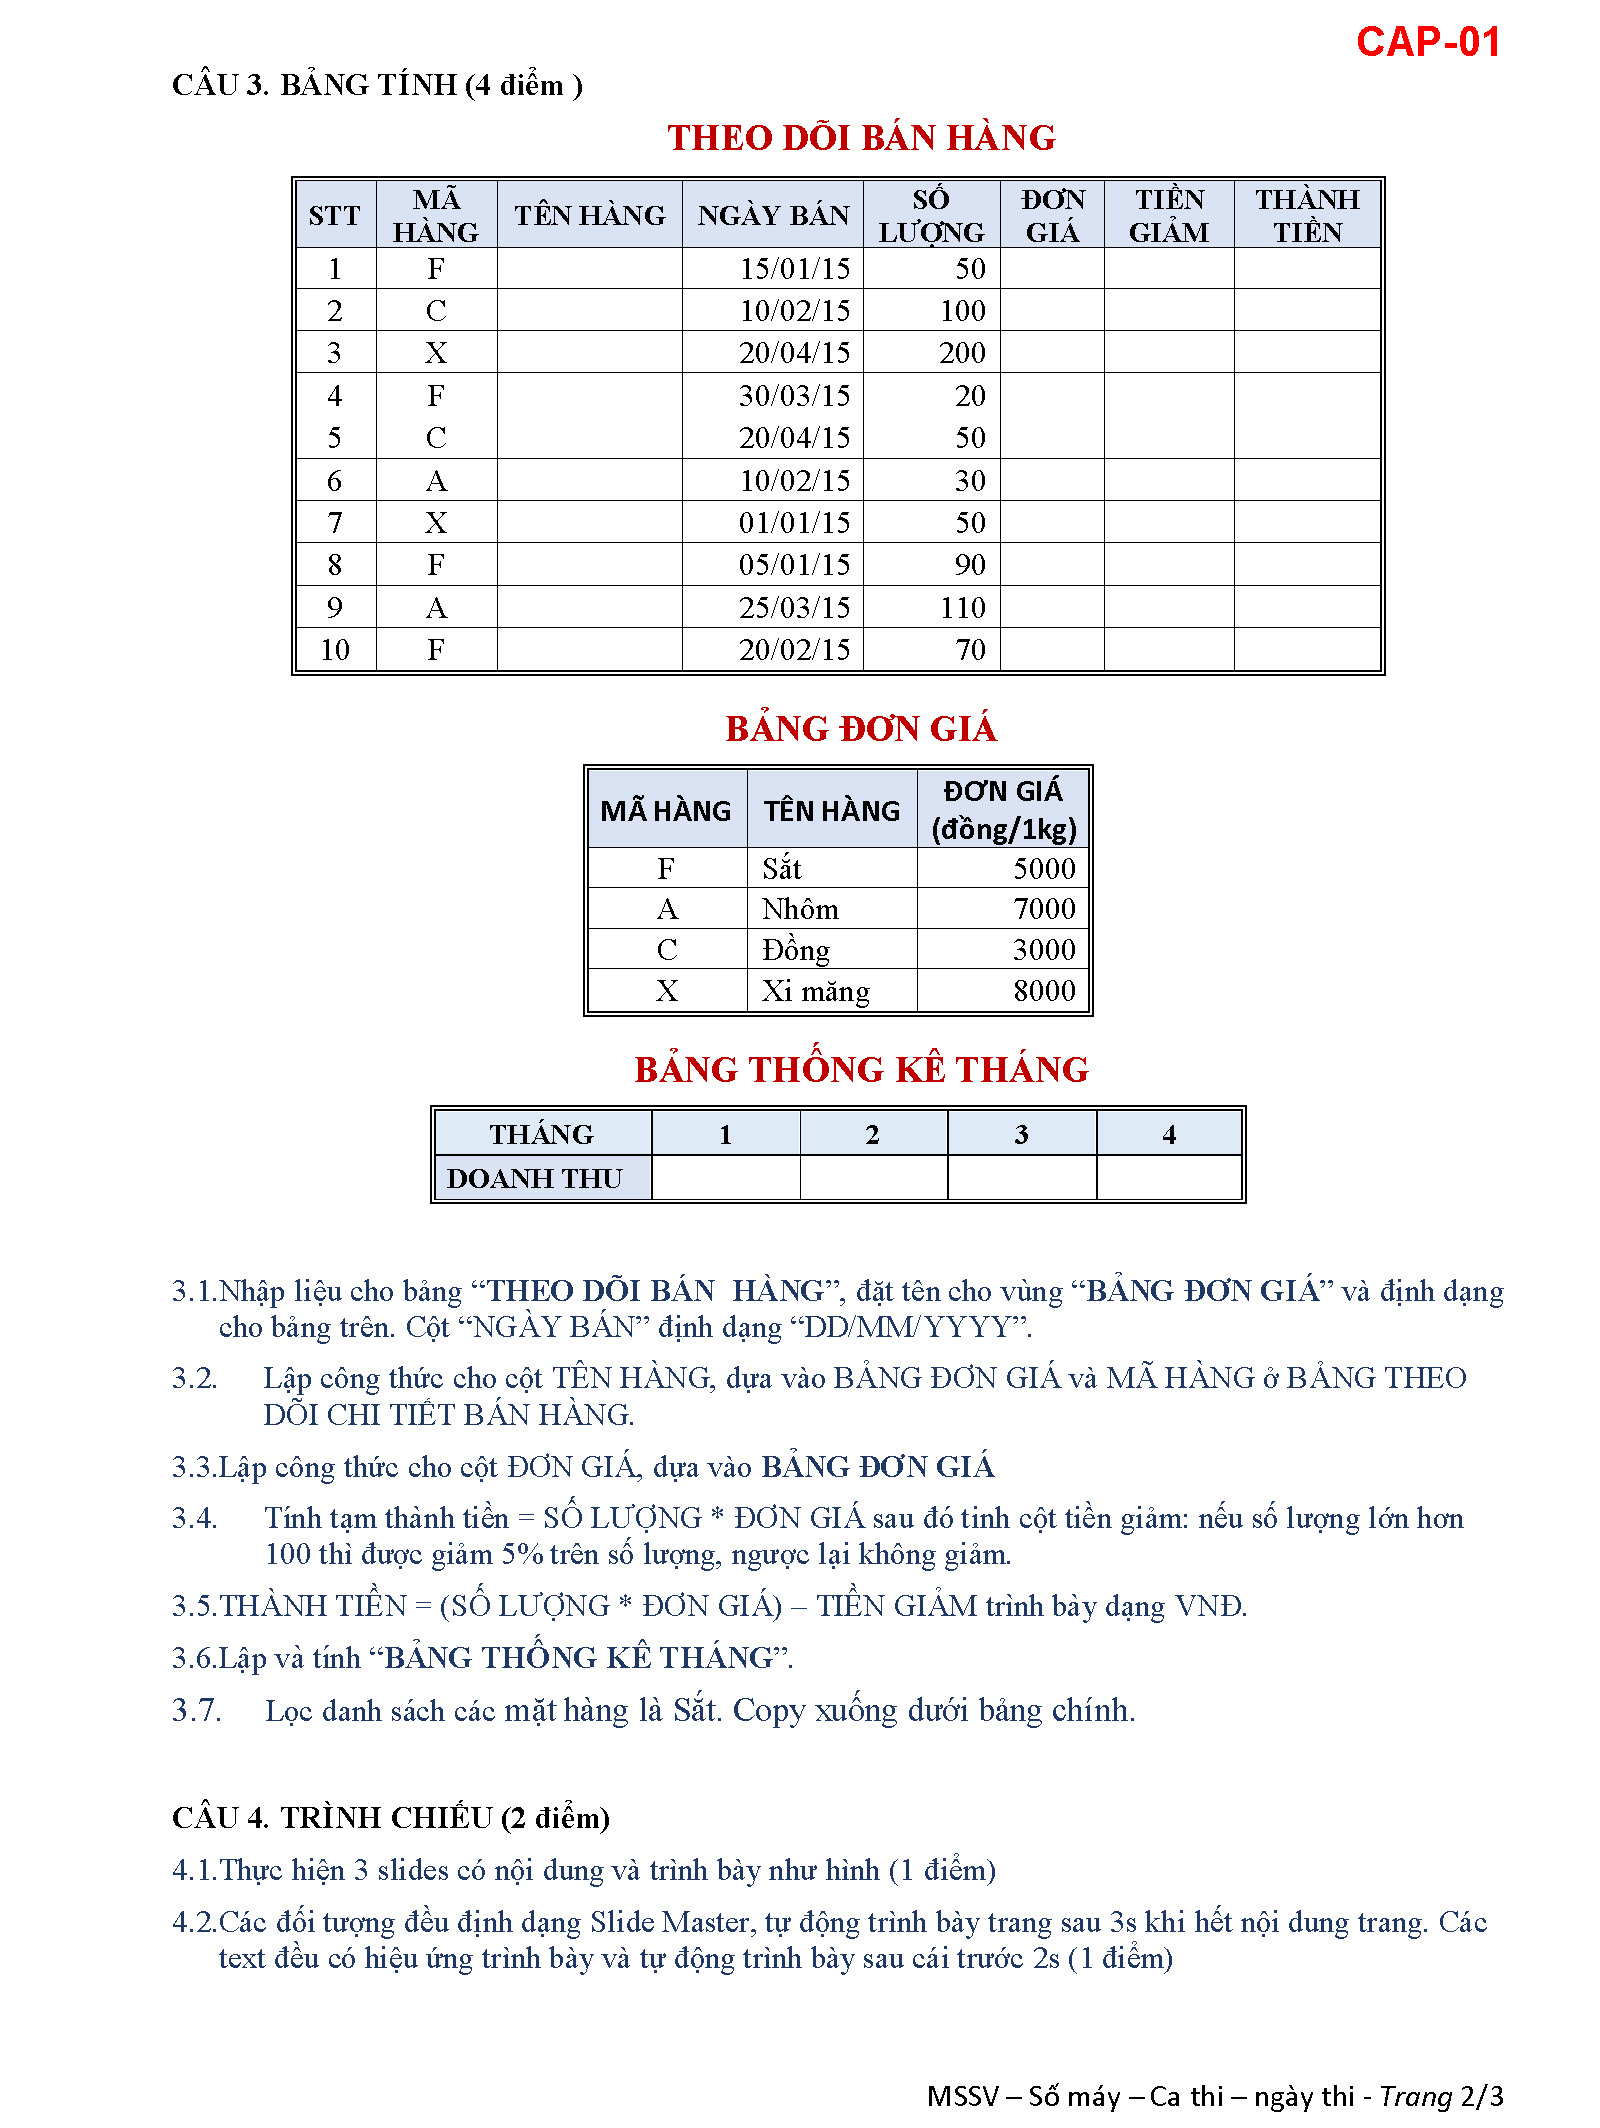 CAP-01
CÂU 3. BẢNG TÍNH (4 điểm )
THEO DÕI BÁN HÀNG
STT MÃ HÀNG TÊN HÀNG NGÀY BÁN SỐ LƯỢNG ĐƠN GIÁ TIỀN GIẢM THÀNH TIỀN
1 F 15/01/15 50
2 C 10/02/15 100
3 X 20/04/15 200
4 F 30/03/15 20
5 C 20/04/15 50
6 A 10/02/15 30
7 X 01/01/15 50
8 F 05/01/15 90
9 A 25/03/15 110
10 F 20/02/15 70
BẢNG ĐƠN GIÁ
MÃ HÀNG TÊN HÀNG ĐƠN GIÁ (đồng/1kg)
F Sắt 5000
A Nhôm 7000
C Đồng 3000
X Xi măng 8000
BẢNG THỐNG KÊ THÁNG
THÁNG 1 2 3 4
DOANH THU
3.1.Nhập liệu cho bảng “THEO DÕI BÁN HÀNG”, đặt tên cho vùng “BẢNG ĐƠN GIÁ” và định dạng
cho bảng trên. Cột “NGÀY BÁN” định dạng “DD/MM/YYYY”.
3.2. Lập công thức cho cột TÊN HÀNG, dựa vào BẢNG ĐƠN GIÁ và MÃ HÀNG ở BẢNG THEO
DÕI CHI TIẾT BÁN HÀNG.
3.3.Lập công thức cho cột ĐƠN GIÁ, dựa vào BẢNG ĐƠN GIÁ
3.4. Tính tạm thành tiền = SỐ LƯỢNG * ĐƠN GIÁ sau đó tinh cột tiền giảm: nếu số lượng lớn hơn
100 thì được giảm 5% trên số lượng, ngược lại không giảm.
3.5.THÀNH TIỀN = (SỐ LƯỢNG * ĐƠN GIÁ) – TIỀN GIẢM trình bày dạng VNĐ.
3.6.Lập và tính “BẢNG THỐNG KÊ THÁNG”.
3.7. Lọc danh sách các mặt hàng là Sắt. Copy xuống dưới bảng chính.
CÂU 4. TRÌNH CHIẾU (2 điểm)
4.1.Thực hiện 3 slides có nội dung và trình bày như hình (1 điểm)
4.2.Các đối tượng đều định dạng Slide Master, tự động trình bày trang sau 3s khi hết nội dung trang. Các
text đều có hiệu ứng trình bày và tự động trình bày sau cái trước 2s (1 điểm)
MSSV – Số máy – Ca thi – ngày thi - Trang 2/3